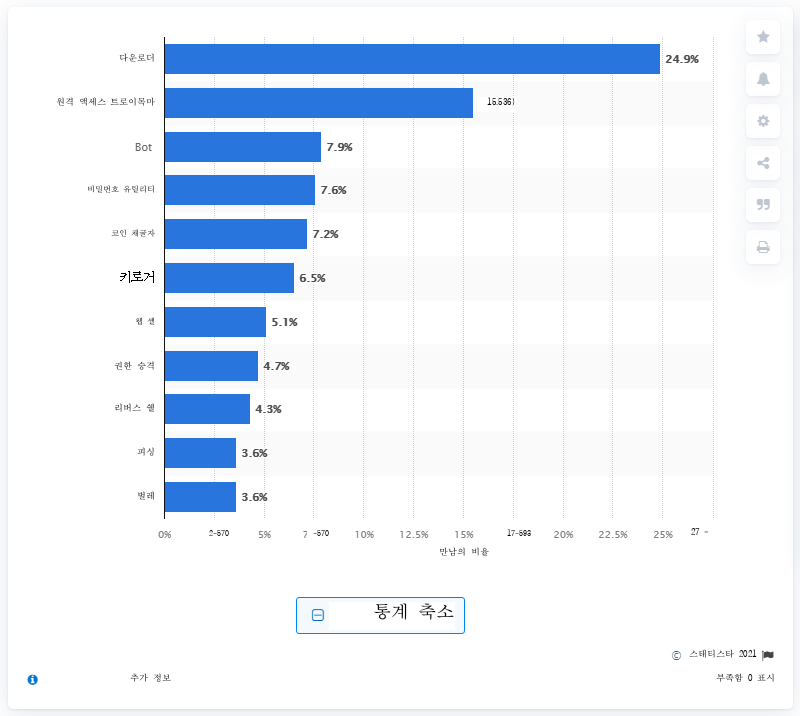 다운로더 24.9%
원격 액세스 트로이목마
Bot 7.9%
비밀번호 유틸리티 7.6%
코인 채굴자 7.2%
키로거 6.5%
웹 셸 5.1%
권한 승격 4.7%
리버스 쉘 4.3%
피싱 3.6%
벌레 3.6%
0% 2-570 5% 7 -570 10% 12.5% 15% 17-593 20% 22.5% 25% 27 -
만남의 비율
통계 축소
© 스태티스타 2021
추가 정보 부족함 0 표시